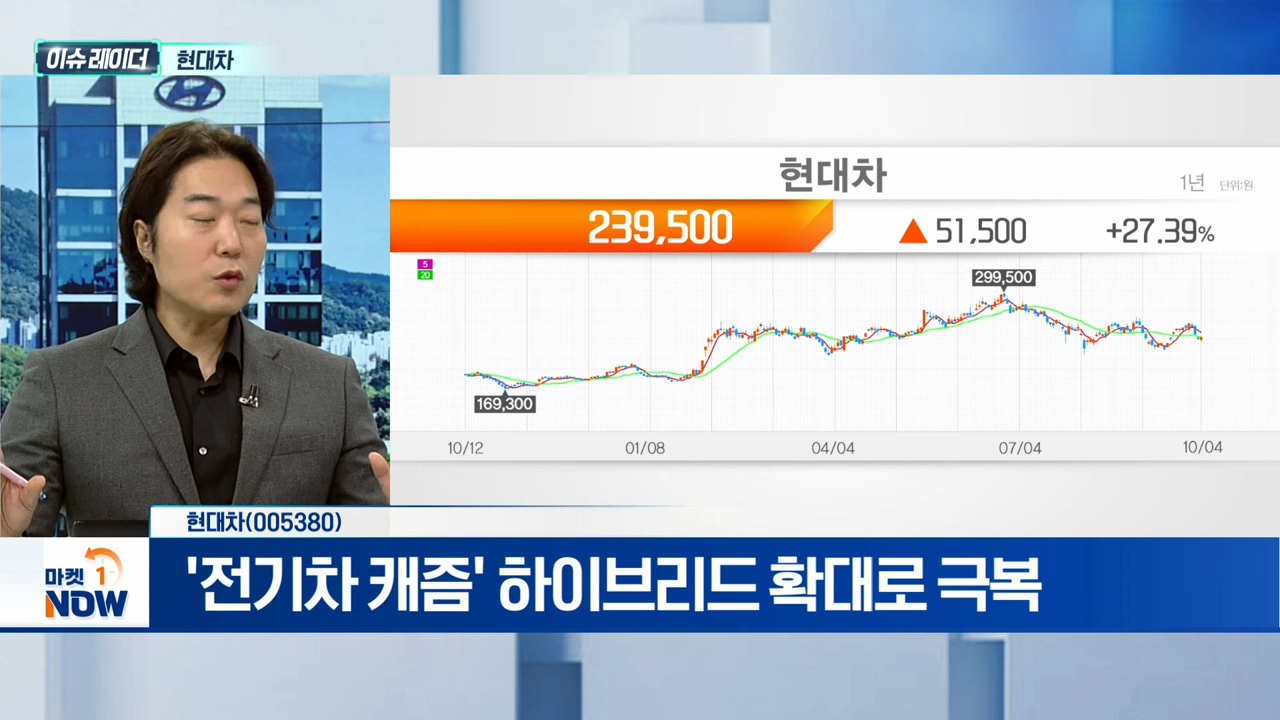 이슈 레이더 현대차
현대차
1년 단위:원
239,500 ▲ 51,500 +27.39%
5
20
299,500
169,300
10/12 01/08 04/04 07/04 10/04
현대차(005380)
마켓 1
NOW
'전기차 캐즘' 하이브리드 확대로 극복